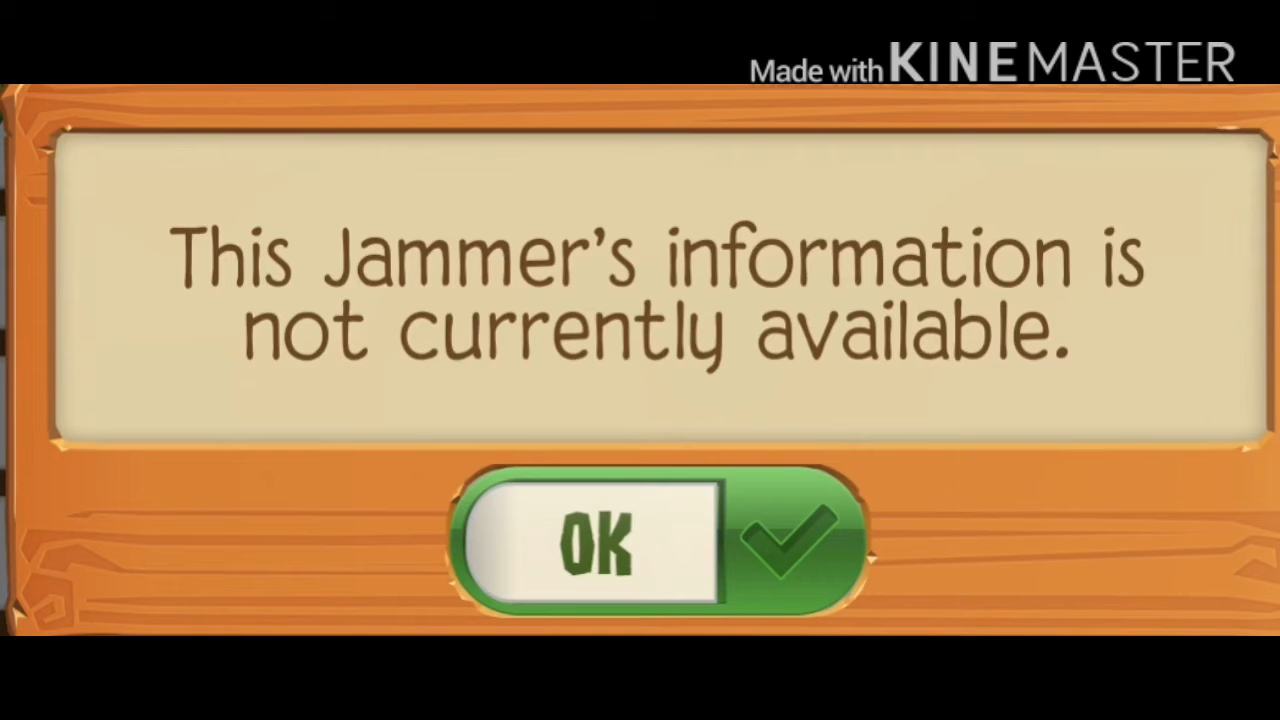 Made with KINEMASTER
This Jammer’s information is
not currently available.
OK